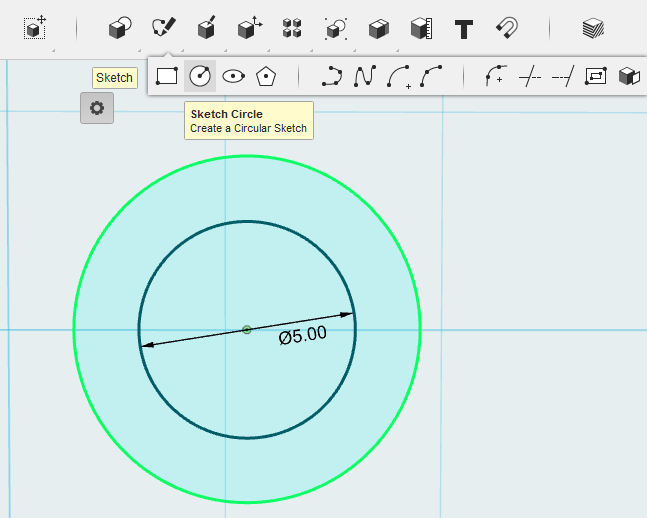 Sketch
Sketch Circle
Create a Circular Sketch
Ø5.00